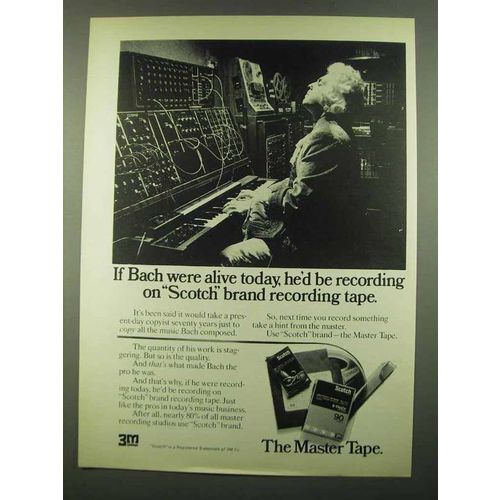 If Bach were alive today, he'd be recording
on "Scotch" brand recording tape.
It's been said it would take a pres-
ent-day copyist seventy years just to
copy all the music Bach composed.
The quantity of his work is stag-
gering. But so is the quality.
And that's what made Bach the
pro he was.
And that's why, if he were record-
ing today, he'd be recording on
"Scotch" brand recording tape. Just
like the pros in today's music business.
After all, nearly 80% of all master
recording studios use "Scotch" brand.
So, next time you record something
take a hint from the master.
Use "Scotch" brand—the Master Tape.
Scotch
Scotch
90
3M
"Scotch" is a Registered Trademark of 3M Co.
The Master Tape.